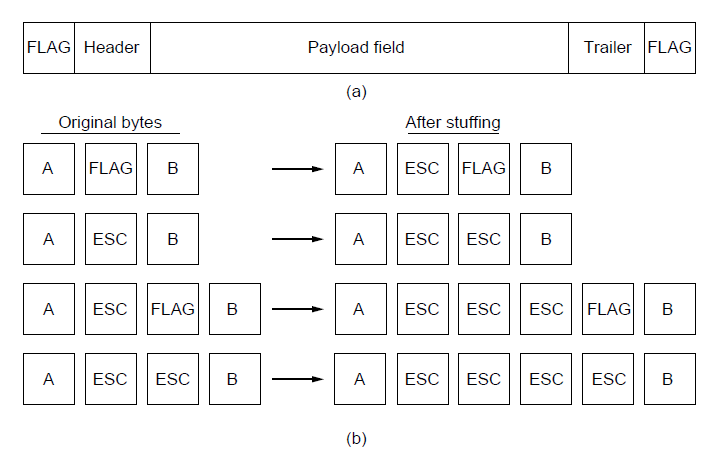 FLAG Header Payload field Trailer FLAG
(a)
Original bytes After stuffing
A FLAG B A ESC FLAG B
A ESC B A ESC ESC B
A ESC FLAG B A ESC ESC ESC FLAG B
A ESC ESC B A ESC ESC ESC ESC B
(b)